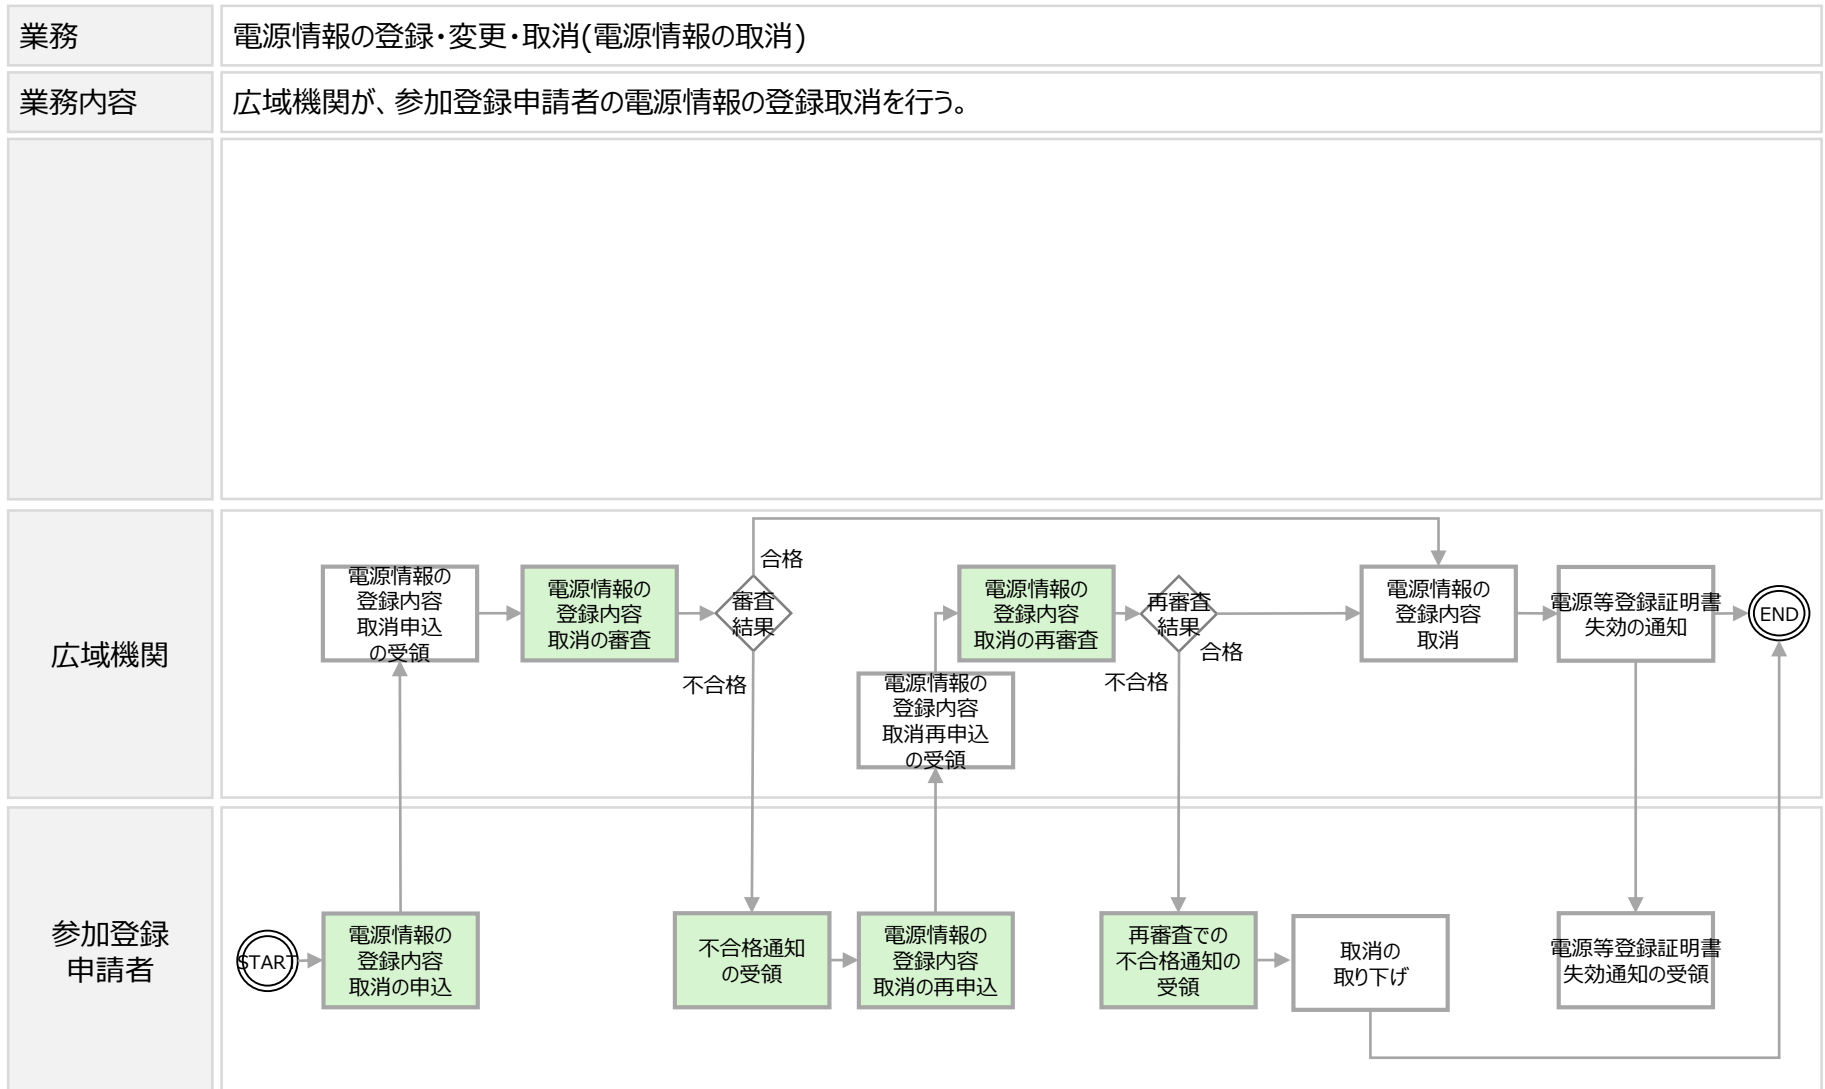 業務
電源情報の登録・変更・取消(電源情報の取消)
業務内容
広域機関が、参加登録申請者の電源情報の登録取消を行う。
広域機関
電源情報の
登録内容
取消申込
の受領
電源情報の
登録内容
取消の審査
審査
結果
合格
不合格
電源情報の
登録内容
取消再申込
の受領
電源情報の
登録内容
取消の再審査
再審査
結果
合格
不合格
電源情報の
登録内容
取消
電源等登録証明書
失効の通知
END
参加登録
申請者
START
電源情報の
登録内容
取消の申込
不合格通知
の受領
電源情報の
登録内容
取消の再申込
再審査での
不合格通知の
受領
取消の
取り下げ
電源等登録証明書
失効通知の受領